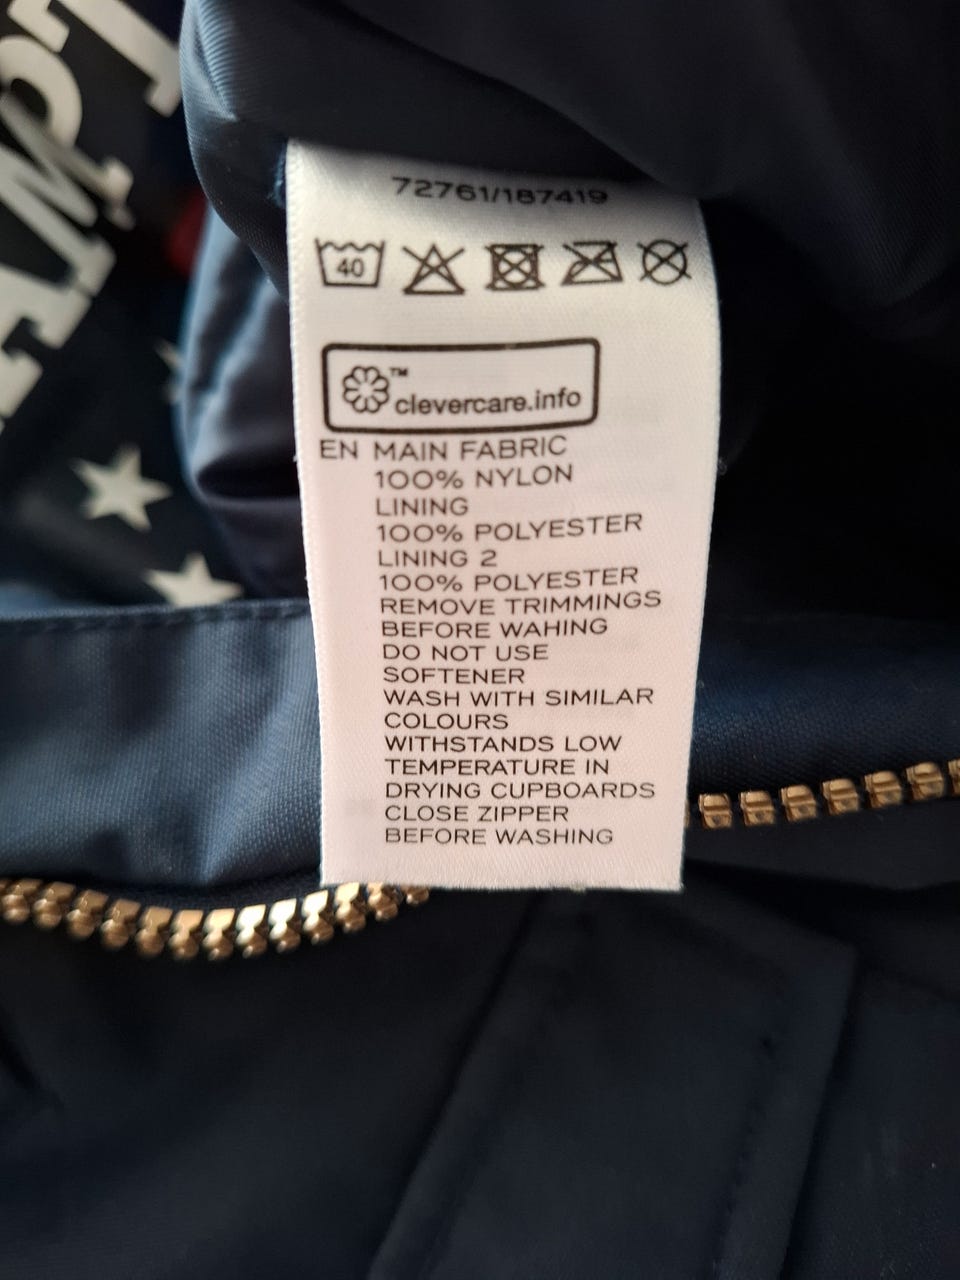 72761/187419
40
TM
clevercare.info
EN MAIN FABRIC
100% NYLON
LINING
100% POLYESTER
LINING 2
100% POLYESTER
REMOVE TRIMMINGS
BEFORE WAHING
DO NOT USE
SOFTENER
WASH WITH SIMILAR
COLOURS
WITHSTANDS LOW
TEMPERATURE IN
DRYING CUPBOARDS
CLOSE ZIPPER
BEFORE WASHING